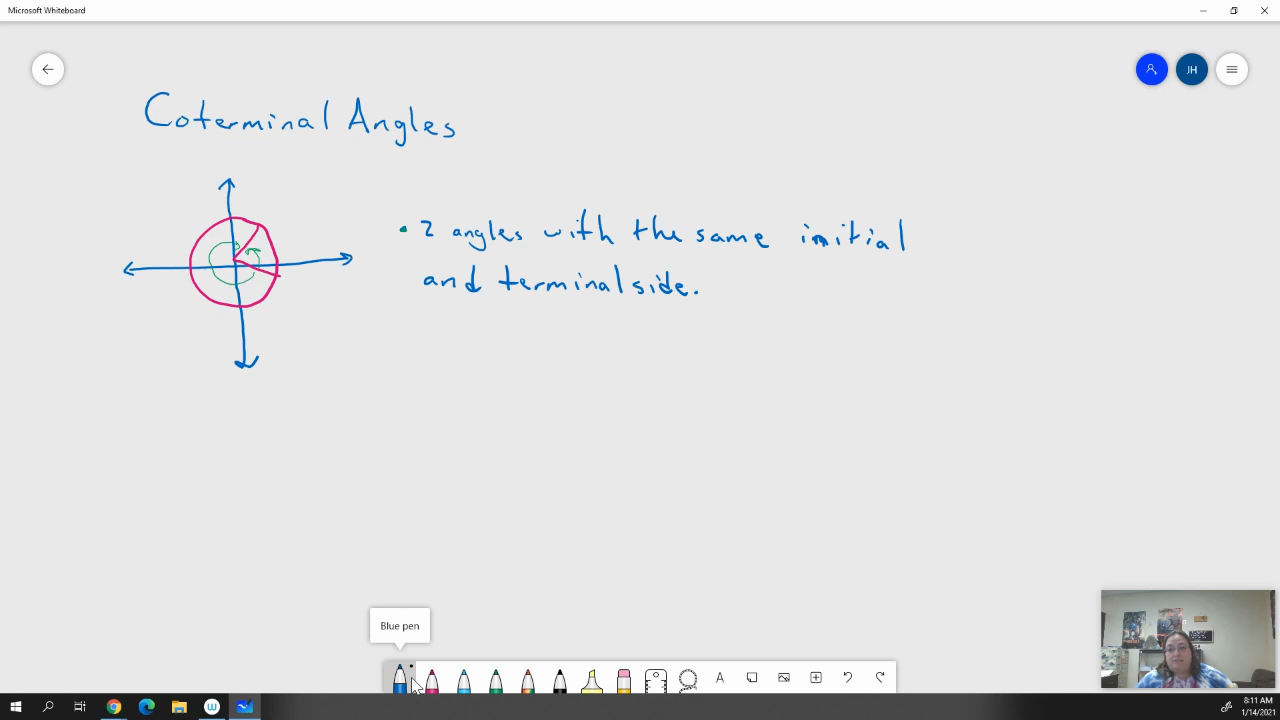 Microsoft Whiteboard
JH
Coterminal Angles
• 2 angles with the same initial
and terminal side.
Blue pen
A
8:11 AM
1/14/2021